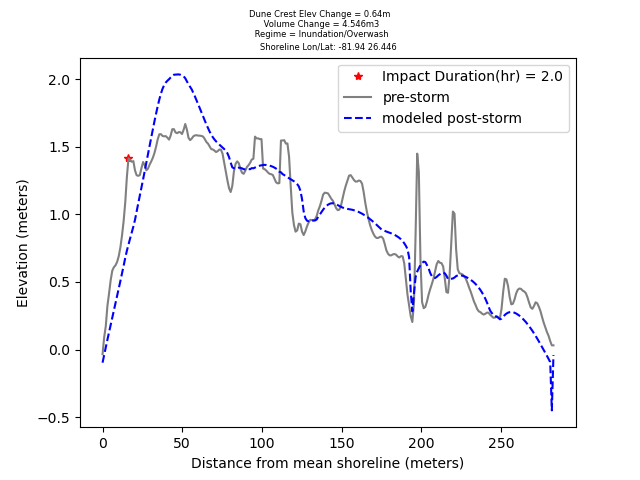 Dune Crest Elev Change = 0.64m
Volume Change = 4.546m3
Regime = Inundation/Overwash
Shoreline Lon/Lat: -81.94 26.446
Impact Duration(hr) = 2.0
pre-storm
modeled post-storm
Elevation (meters)
2.0
1.5
1.0
0.5
0.0
−0.5
0 50 100 150 200 250
Distance from mean shoreline (meters)